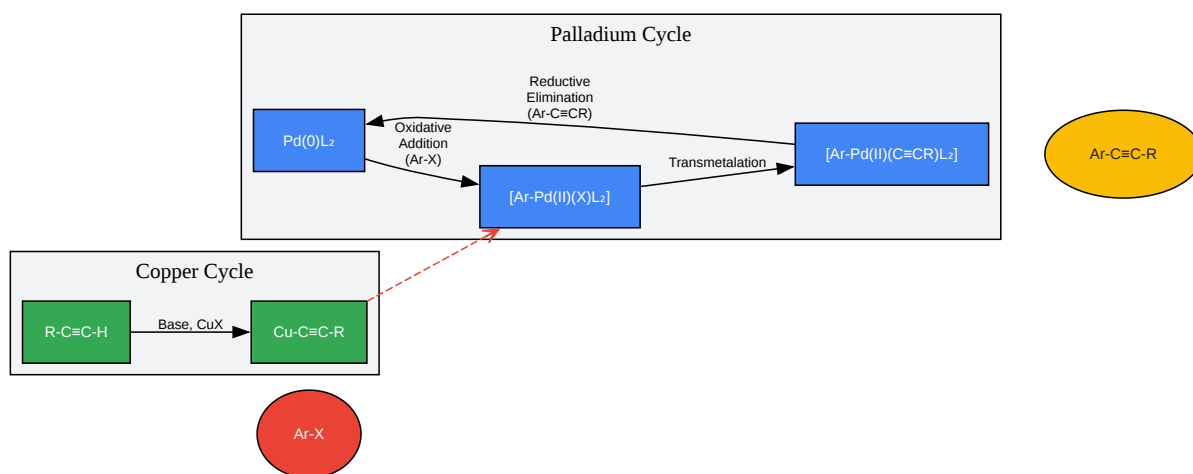 Palladium Cycle
Reductive
Elimination
(Ar-C≡CR)
Pd(0)L₂
Oxidative
Addition
(Ar-X)
[Ar-Pd(II)(X)L₂]
Transmetalation
[Ar-Pd(II)(C≡CR)L₂]
Ar-C≡C-R
Copper Cycle
R-C≡C-H
Base, CuX
Cu-C≡C-R
Ar-X